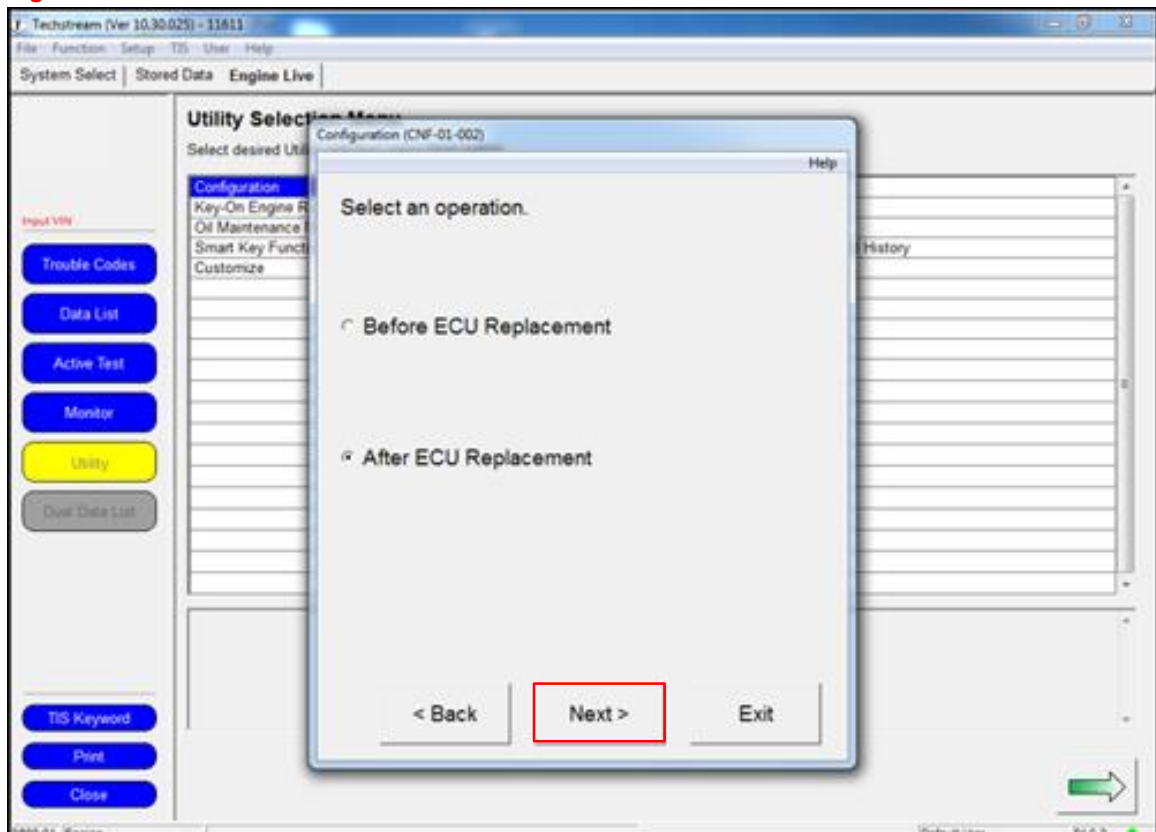 Techstream (Ver 10.30.025) - 11611
File Function Setup TIS User Help
System Select Stored Data Engine Live
Utility Selection Menu
Select desired
Configuration (CNF-01-002)
Help
Configuration
Key-On Engine R
Oil Maintenance
Smart Key Funct
History
Customize
Select an operation.
Before ECU Replacement
After ECU Replacement
< Back
Next >
Exit
Input VIN
Trouble Codes
Data List
Active Test
Monitor
Utility
Dual Data List
TIS Keyword
Print
Close